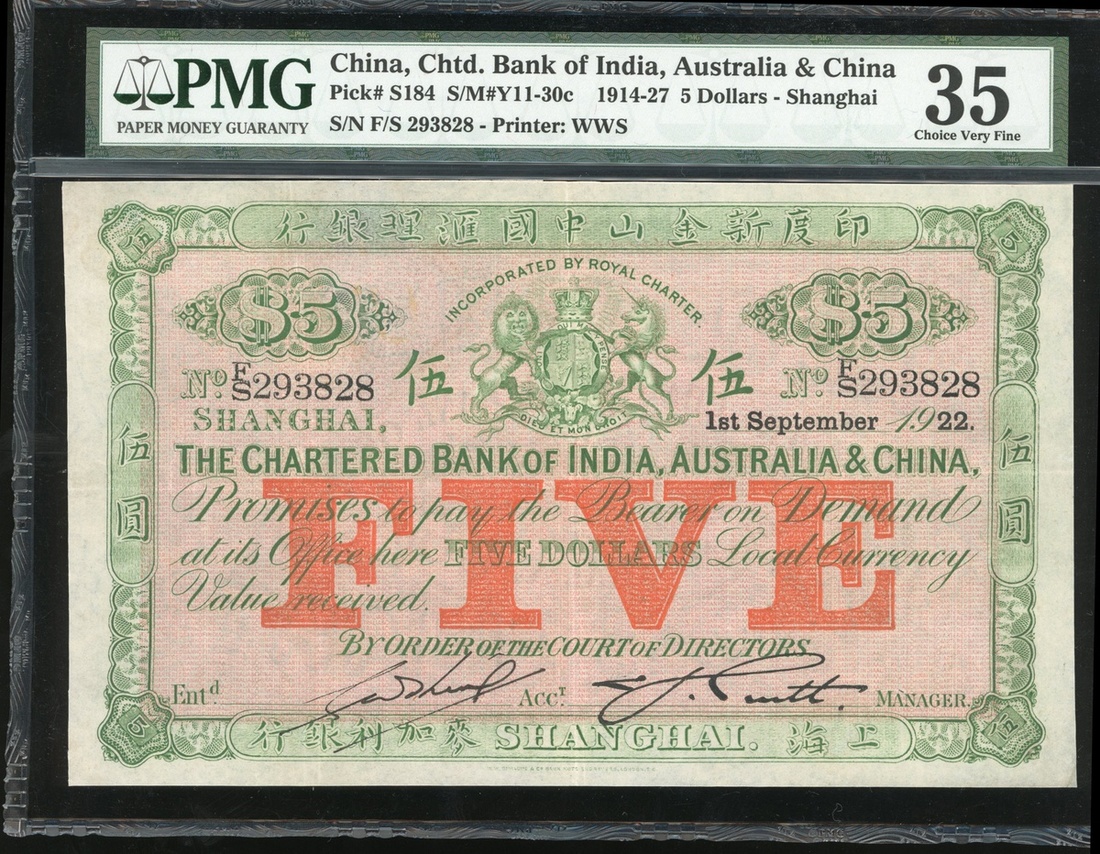 PMG
PAPER MONEY GUARANTY
China, Chtd. Bank of India, Australia & China
Pick# S184 S/M#Y11-30c 1914-27 5 Dollars - Shanghai
S/N F/S 293828 - Printer: WWS
35
Choice Very Fine
行銀理滙國中山金新度印
伍
5
INCORPORATED BY ROYAL CHARTER.
$5
$5
伍
伍
No F/S293828
No F/S293828
DIEU ET MON DROIT
SHANGHAI,
1st September 1922.
THE CHARTERED BANK OF INDIA, AUSTRALIA & CHINA,
FIVE
Promises to pay the Bearer on Demand
at its Office here FIVE DOLLARS Local Currency
Value received.
伍圓
伍圓
BY ORDER OF THE COURT OF DIRECTORS
Entd.
Acct.
MANAGER.
5
伍
行銀利加麥 SHANGHAI. 海上